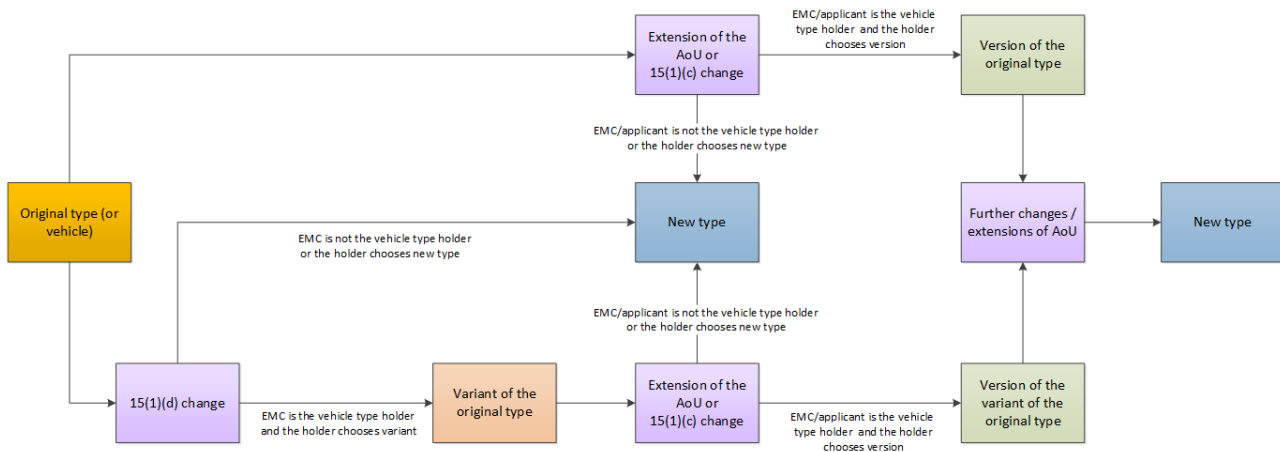 EMC/applicant is the vehicle
type holder and the holder
chooses version
Extension of the
AoU or
15(1)(c) change
Version of the
original type
EMC/applicant is not the vehicle type holder
or the holder chooses new type
Original type (or
vehicle)
New type
Further changes /
extensions of AoU
New type
EMC is not the vehicle type holder
or the holder chooses new type
EMC/applicant is not the vehicle type holder
or the holder chooses new type
15(1)(d) change
EMC is the vehicle type holder
and the holder chooses variant
Variant of the
original type
Extension of the
AoU or
15(1)(c) change
EMC/applicant is the vehicle
type holder and the holder
chooses version
Version of the
variant of the
original type